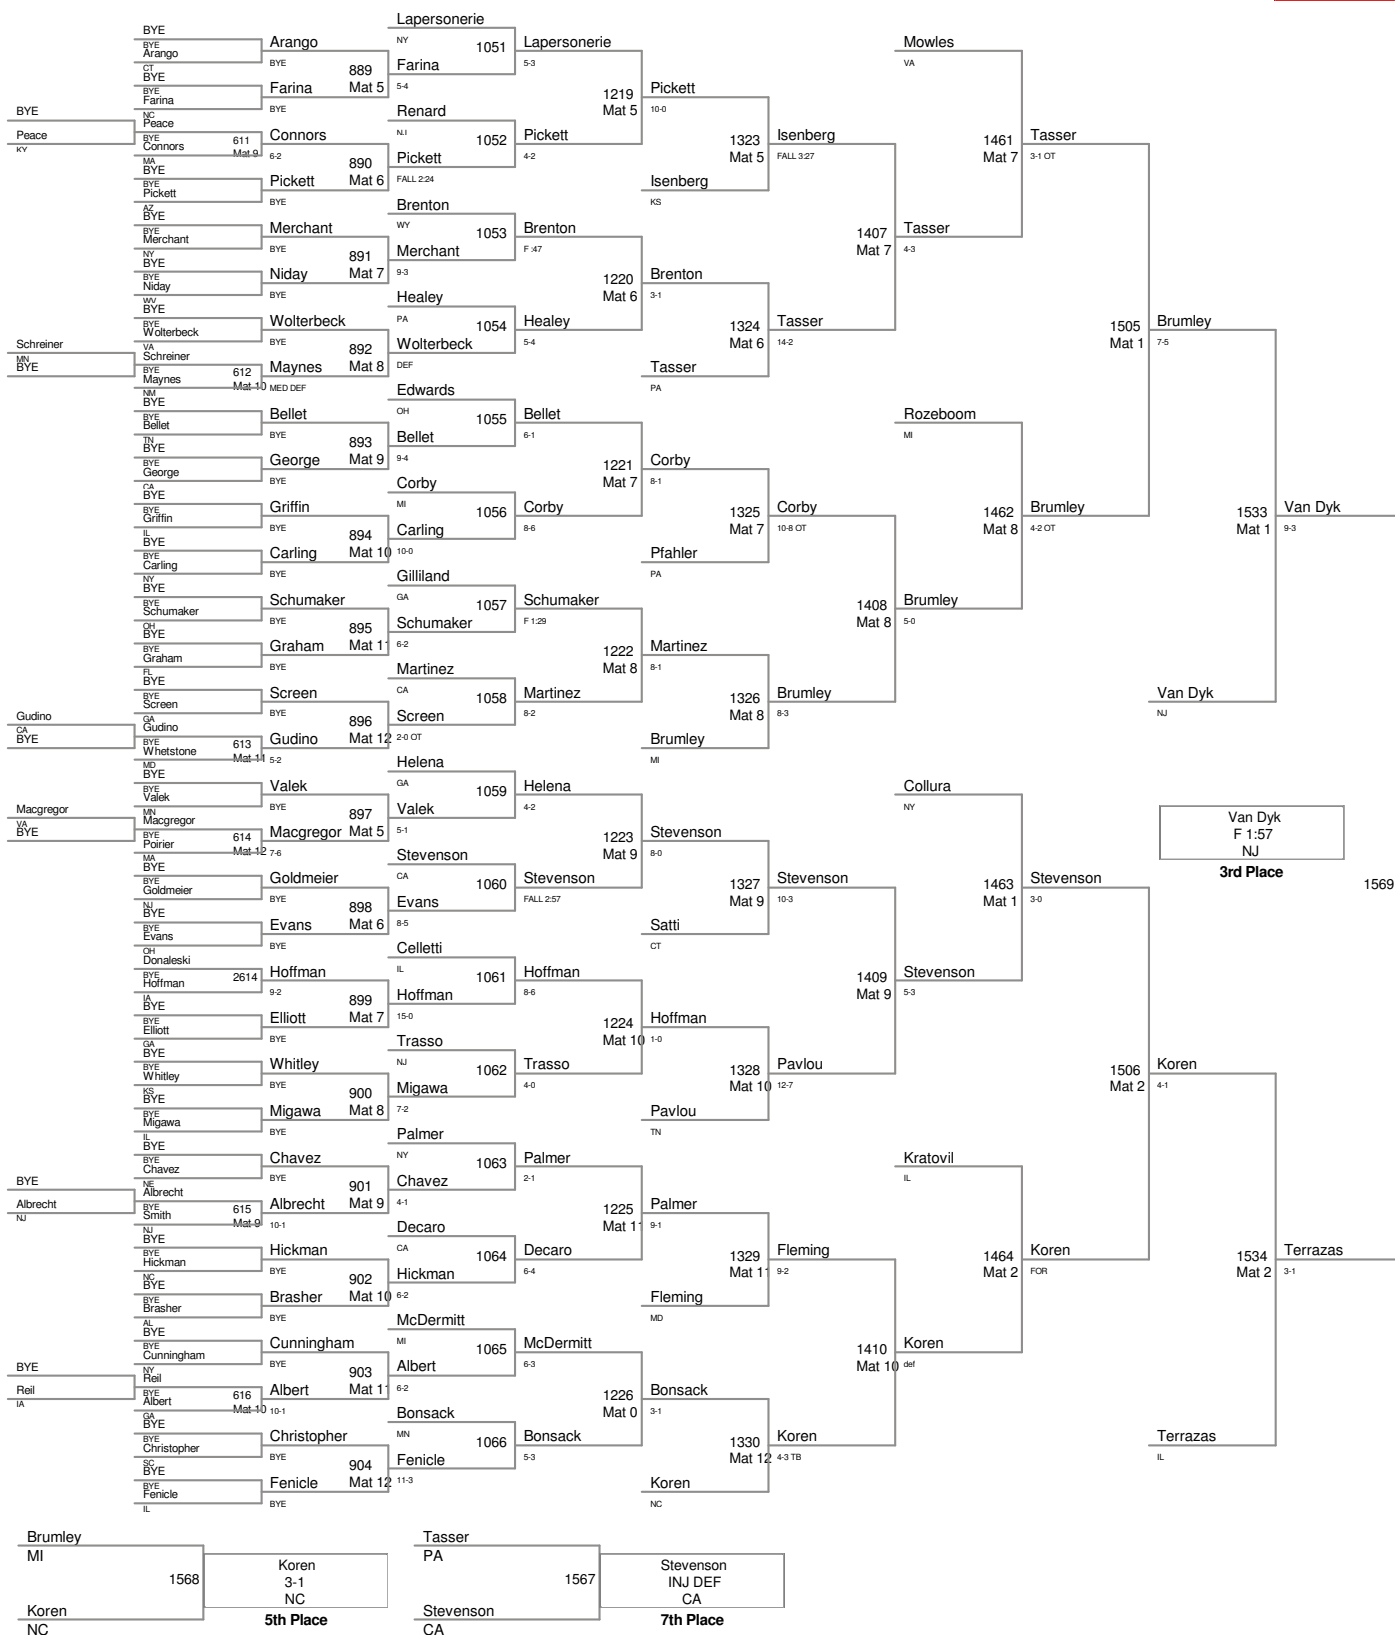 BYE
Peace
KY
Schreiner
MN
BYE
Gudino
CA
BYE
Macgregor
VA
BYE
BYE
Albrecht
NJ
BYE
Reil
IA
BYE
BYE
Arango
CT
BYE
BYE
Farina
NC
Peace
BYE
Connors
611
Mat 9
MA
BYE
BYE
Pickett
AZ
BYE
BYE
Merchant
NY
BYE
BYE
Niday
WV
BYE
BYE
Wolterbeck
VA
Schreiner
BYE
Maynes
612
Mat 10
NM
BYE
BYE
Bellet
TN
BYE
BYE
George
CA
BYE
BYE
Griffin
IL
BYE
BYE
Carling
NY
BYE
BYE
Schumaker
OH
BYE
BYE
Graham
FL
BYE
BYE
Screen
GA
Gudino
BYE
Whetstone
613
Mat 11
MD
BYE
BYE
Valek
MN
Macgregor
BYE
Poirier
614
Mat 12
MA
BYE
BYE
Goldmeier
NJ
BYE
BYE
Evans
OH
Donaleski
BYE
Hoffman
2614
IA
BYE
BYE
Elliott
GA
BYE
BYE
Whitley
KS
BYE
BYE
Migawa
IL
BYE
BYE
Chavez
NE
Albrecht
BYE
Smith
615
Mat 9
NJ
BYE
BYE
Hickman
NC
BYE
BYE
Brasher
AL
BYE
BYE
Cunningham
NY
Reil
BYE
Albert
616
Mat 10
GA
BYE
BYE
Christopher
SC
BYE
BYE
Fenicle
IL
Arango
BYE
889
Mat 5
Farina
BYE
Connors
6-2
890
Mat 6
Pickett
BYE
Merchant
BYE
891
Mat 7
Niday
BYE
Wolterbeck
BYE
892
Mat 8
Maynes
MED DEF
Bellet
BYE
893
Mat 9
George
BYE
Griffin
BYE
894
Mat 10
Carling
BYE
Schumaker
BYE
895
Mat 11
Graham
BYE
Screen
BYE
896
Mat 12
Gudino
5-2
Valek
BYE
897
Mat 5
Macgregor
7-6
Goldmeier
BYE
898
Mat 6
Evans
BYE
Hoffman
9-2
899
Mat 7
Elliott
BYE
Whitley
BYE
900
Mat 8
Migawa
BYE
Chavez
BYE
901
Mat 9
Albrecht
10-1
Hickman
BYE
902
Mat 10
Brasher
BYE
Cunningham
BYE
903
Mat 11
Albert
10-1
Christopher
BYE
904
Mat 12
Fenicle
BYE
Lapersonerie
NY
1051
Farina
5-4
Renard
NJ
1052
Pickett
FALL 2:24
Brenton
WY
1053
Merchant
9-3
Healey
PA
1054
Wolterbeck
DEF
Edwards
OH
1055
Bellet
9-4
Corby
MI
1056
Carling
10-0
Gilliland
GA
1057
Schumaker
6-2
Martinez
CA
1058
Screen
2-0 OT
Helena
GA
1059
Valek
5-1
Stevenson
CA
1060
Evans
8-5
Celletti
IL
1061
Hoffman
15-0
Trasso
NJ
1062
Migawa
7-2
Palmer
NY
1063
Chavez
4-1
Decaro
CA
1064
Hickman
6-2
McDermitt
MI
1065
Albert
6-2
Bonsack
MN
1066
Fenicle
11-3
Lapersonerie
5-3
1219
Mat 5
Pickett
4-2
Brenton
F :47
1220
Mat 6
Healey
5-4
Bellet
6-1
1221
Mat 7
Corby
8-6
Schumaker
F 1:29
1222
Mat 8
Martinez
8-2
Helena
4-2
1223
Mat 9
Stevenson
FALL 2:57
Hoffman
8-6
1224
Mat 10
Trasso
4-0
Palmer
2-1
1225
Mat 11
Decaro
6-4
McDermitt
6-3
1226
Mat 0
Bonsack
5-3
Pickett
10-0
1323
Mat 5
Isenberg
KS
Brenton
3-1
1324
Mat 6
Tasser
PA
Corby
8-1
1325
Mat 7
Pfahler
PA
Martinez
8-1
1326
Mat 8
Brumley
MI
Stevenson
8-0
1327
Mat 9
Satti
CT
Hoffman
1-0
1328
Mat 10
Pavlou
TN
Palmer
9-1
1329
Mat 11
Fleming
MD
Bonsack
3-1
1330
Mat 12
Koren
NC
Isenberg
FALL 3:27
1407
Mat 7
Tasser
14-2
Corby
10-8 OT
1408
Mat 8
Brumley
8-3
Stevenson
10-3
1409
Mat 9
Pavlou
12-7
Fleming
9-2
1410
Mat 10
Koren
4-3 TB
Mowles
VA
1461
Mat 7
Tasser
4-3
Rozeboom
MI
1462
Mat 8
Brumley
5-0
Collura
NY
1463
Mat 1
Stevenson
5-3
Kratovil
IL
1464
Mat 2
Koren
def
Tasser
3-1 OT
1505
Mat 1
Brumley
4-2 OT
Stevenson
3-0
1506
Mat 2
Koren
FOR
Brumley
7-5
1533
Mat 1
Van Dyk
NJ
Koren
4-1
1534
Mat 2
Terrazas
IL
Van Dyk
9-3
Terrazas
3-1
Van Dyk
F 1:57
NJ
3rd Place
1569
Brumley
MI
1568
Koren
NC
Koren
3-1
NC
5th Place
Tasser
PA
1567
Stevenson
CA
Stevenson
INJ DEF
CA
7th Place